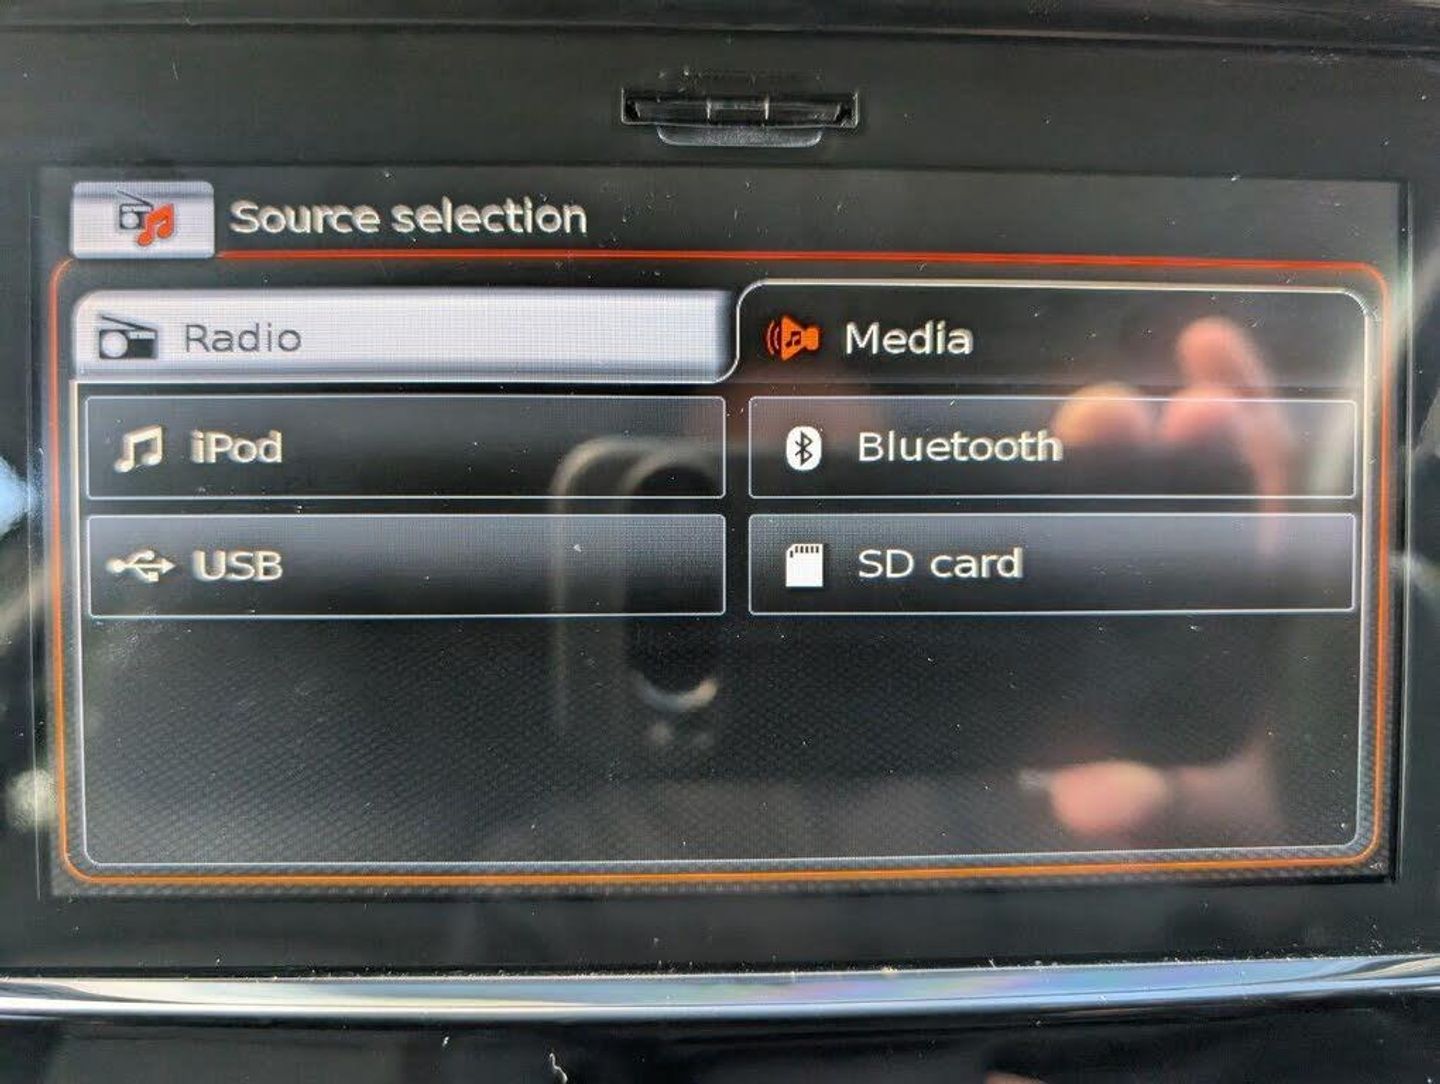 Source selection
Radio
Media
iPod
Bluetooth
USB
SD card